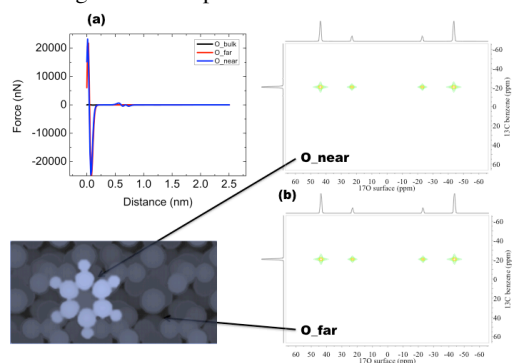 (a)
20000
10000
0
-10000
-20000
Force (nN)
O_bulk
O_far
O_near
0.0 0.5 1.0 1.5 2.0 2.5
Distance (nm)
-60
-40
-20
0
20
40
60
13C benzene (ppm)
60 50 40 30 20 10 0 -10 -20 -30 -40 -50 -60
17O surface (ppm)
O_near
(b)
-60
-40
-20
0
20
40
60
13C benzene (ppm)
60 50 40 30 20 10 0 -10 -20 -30 -40 -50 -60
17O surface (ppm)
O_far